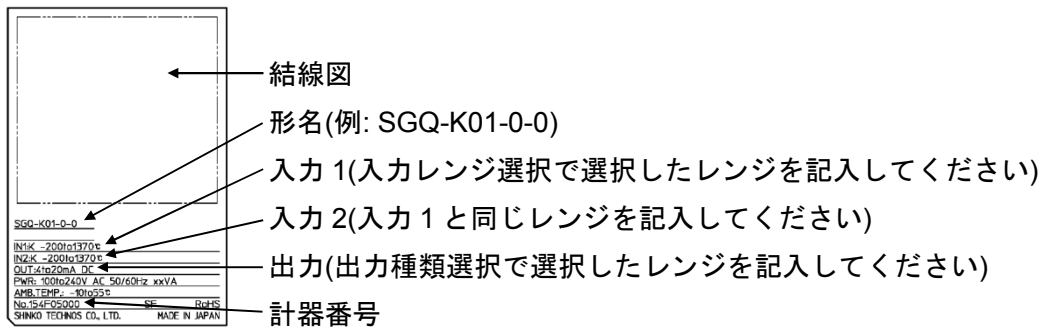 結線図
形名(例: SGQ-K01-0-0)
入力 1(入力レンジ選択で選択したレンジを記入してください)
入力 2(入力 1 と同じレンジを記入してください)
出力(出力種類選択で選択したレンジを記入してください)
計器番号
SGQ-K01-0-0
IN1:K -200to1370℃
IN2:K -200to1370℃
OUT:4to20mA DC
PWR: 100to240V AC 50/60Hz xxVA
AMB.TEMP.: -10to55℃
No.154F05000 SE RoHS
SHINKO TECHNOS CO., LTD. MADE IN JAPAN